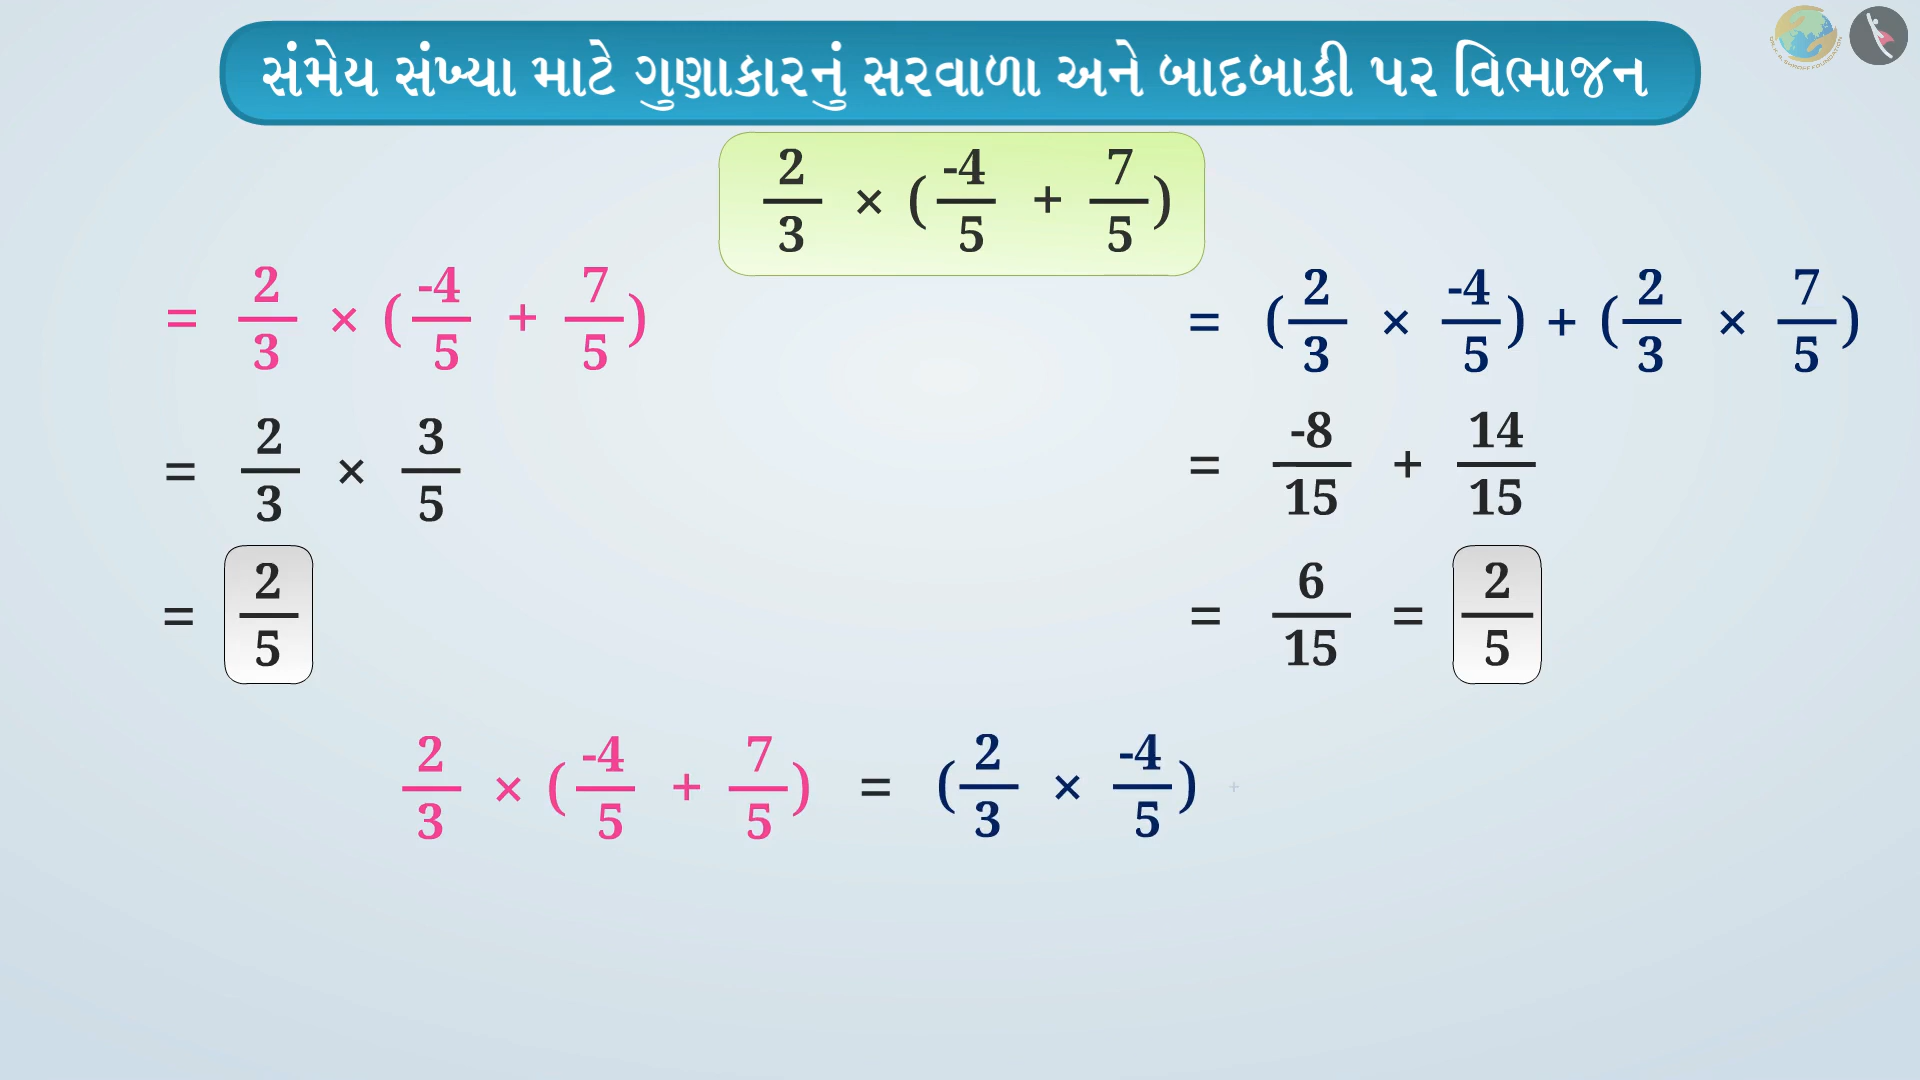 સંમેય સંખ્યા માટે ગુણાકારનું સરવાળા અને બાદબાકી પર વિભાજન
2/3 × (-4/5 + 7/5)
= 2/3 × (-4/5 + 7/5)
= 2/3 × 3/5
= 2/5
= (2/3 × -4/5) + (2/3 × 7/5)
= -8/15 + 14/15
= 6/15 = 2/5
2/3 × (-4/5 + 7/5) = (2/3 × -4/5) +